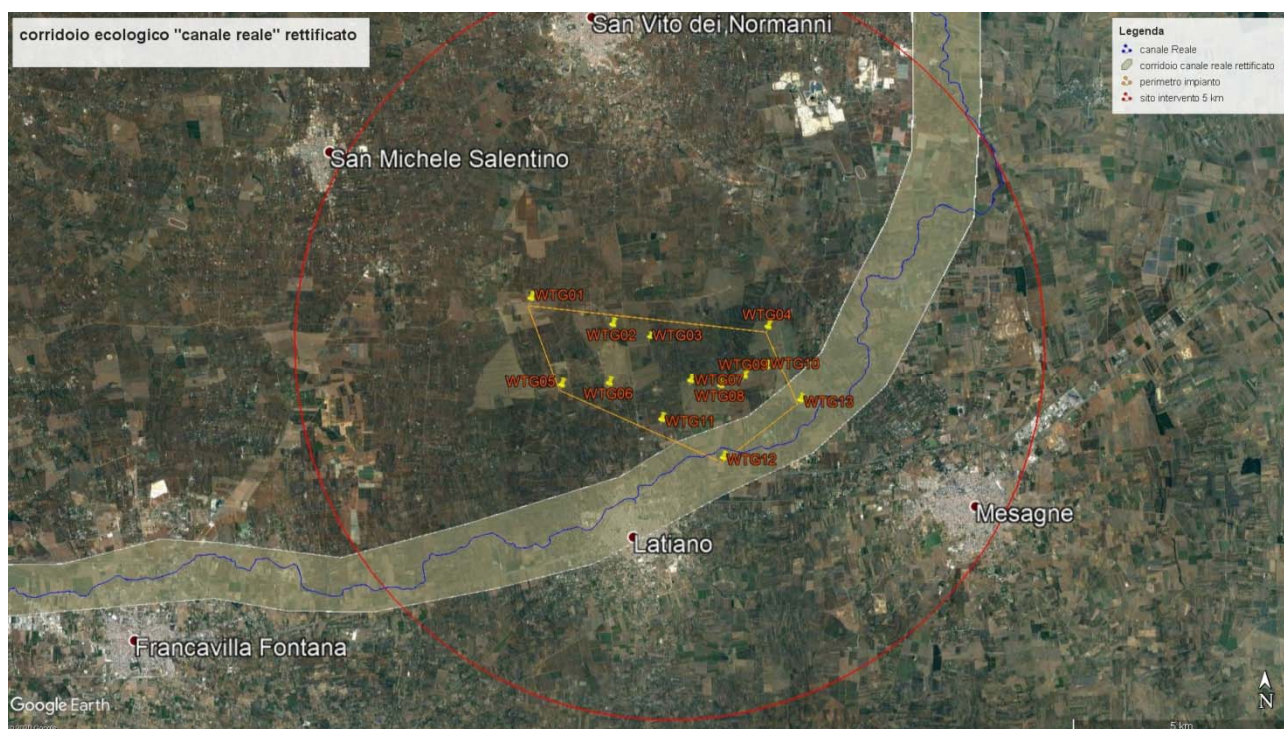 corridoio ecologico "canale reale" rettificato
San Vito dei Normanni
Legenda
canale Reale
corridoio canale reale rettificato
perimetro impianto
sito intervento 5 km
San Michele Salentino
WTG01
WTG02
WTG03
WTG04
WTG05
WTG06
WTG07
WTG08
WTG09
WTG10
WTG11
WTG12
WTG13
Mesagne
Latiano
Francavilla Fontana
Google Earth
N
5 km